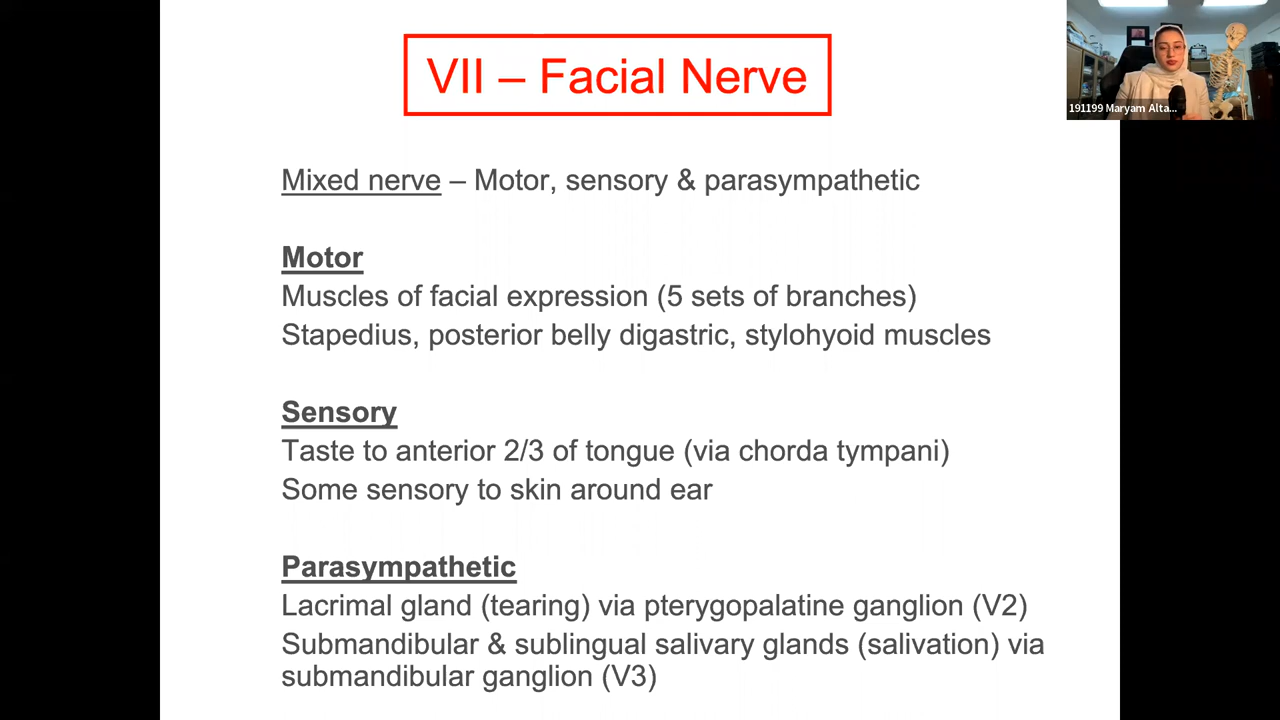 VII – Facial Nerve
191199 Maryam Alta...
Mixed nerve – Motor, sensory & parasympathetic
Motor
Muscles of facial expression (5 sets of branches)
Stapedius, posterior belly digastric, stylohyoid muscles
Sensory
Taste to anterior 2/3 of tongue (via chorda tympani)
Some sensory to skin around ear
Parasympathetic
Lacrimal gland (tearing) via pterygopalatine ganglion (V2)
Submandibular & sublingual salivary glands (salivation) via
submandibular ganglion (V3)